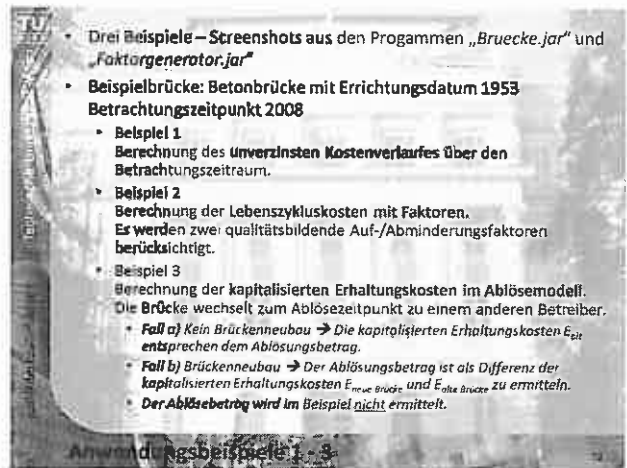 TU
• Drei Beispiele – Screenshots aus den Progammen „Bruecke.jar" und
„Faktorgenerator.jar"
• Beispielbrücke: Betonbrücke mit Errichtungsdatum 1953
Betrachtungszeitpunkt 2008
• Beispiel 1
Berechnung des unverzinsten Kostenverlaufes über den
Betrachtungszeitraum.
• Beispiel 2
Berechnung der Lebenszykluskosten mit Faktoren.
Es werden zwei qualitätsbildende Auf-/Abminderungsfaktoren
berücksichtigt.
• Beispiel 3
Berechnung der kapitalisierten Erhaltungskosten im Ablösemodell.
Die Brücke wechselt zum Ablösezeitpunkt zu einem anderen Betreiber.
• Fall a) Kein Brückenneubau ➔ Die kapitalisierten Erhaltungskosten E
entsprechen dem Ablösungsbetrag.
• Fall b) Brückenneubau ➔ Der Ablösungsbetrag ist als Differenz der
kapitalisierten Erhaltungskosten E neue Brücke und E alte Brücke zu ermitteln.
• Der Ablösebetrag wird im Beispiel nicht ermittelt.
Anwendungsbeispiele 1 - 3